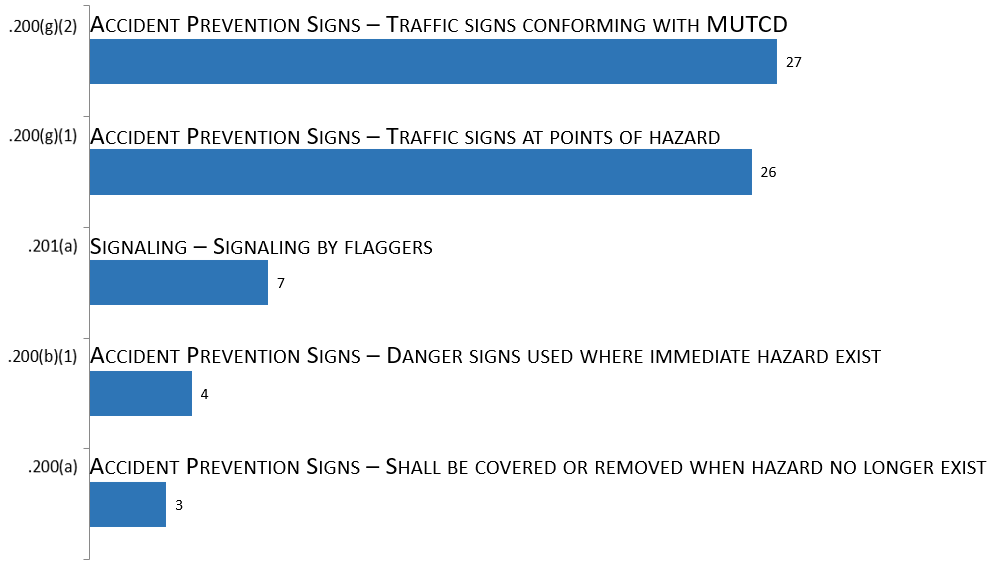 .200(g)(2) Accident Prevention Signs – Traffic signs conforming with MUTCD
27
.200(g)(1) Accident Prevention Signs – Traffic signs at points of hazard
26
.201(a) Signaling – Signaling by flaggers
7
.200(b)(1) Accident Prevention Signs – Danger signs used where immediate hazard exist
4
.200(a) Accident Prevention Signs – Shall be covered or removed when hazard no longer exist
3